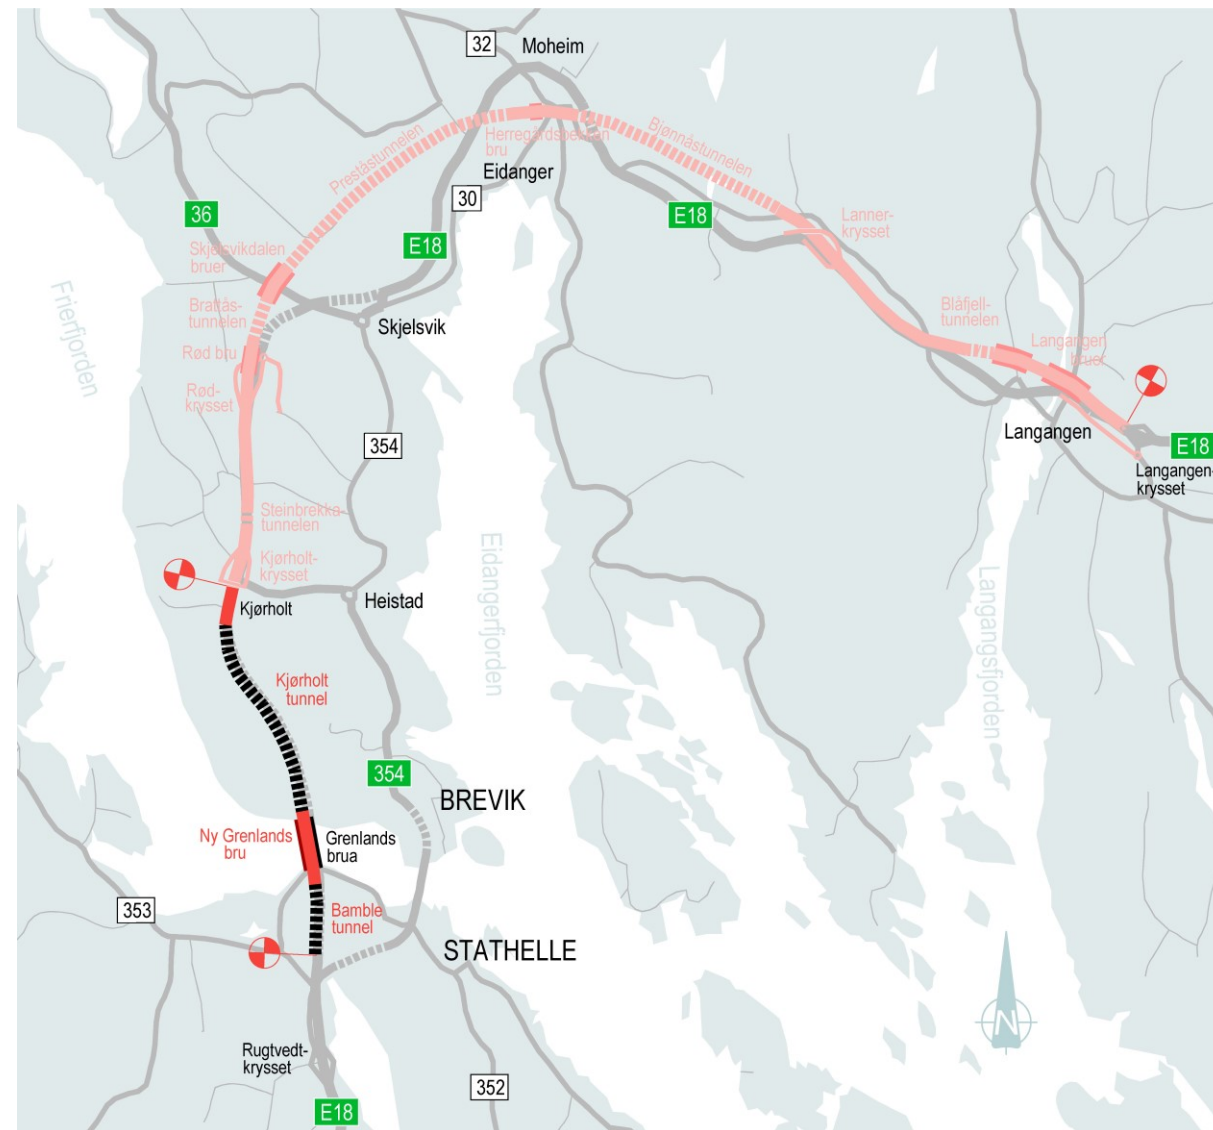 32
Moheim
Preståstunnelen
Herregårdsbekken
bru
Bjønnåstunnelen
Eidanger
30
36
E18
E18
Lanner-
krysset
Skjelsvikdalen
bruer
Frierfjorden
Brattås-
tunnelen
Skjelsvik
Blåfjell-
tunnelen
Rød bru
Langangen
bruer
Rød-
krysset
354
Langangen
E18
Langangen-
krysset
Steinbrekka-
tunnelen
Eidangerfjorden
Kjørholt-
krysset
Langangsfjorden
Kjørholt
Heistad
Kjørholt
tunnel
354
BREVIK
Ny Grenlands
bru
Grenlands
brua
353
Bamble
tunnel
STATHELLE
N
Rugtvedt-
krysset
352
E18